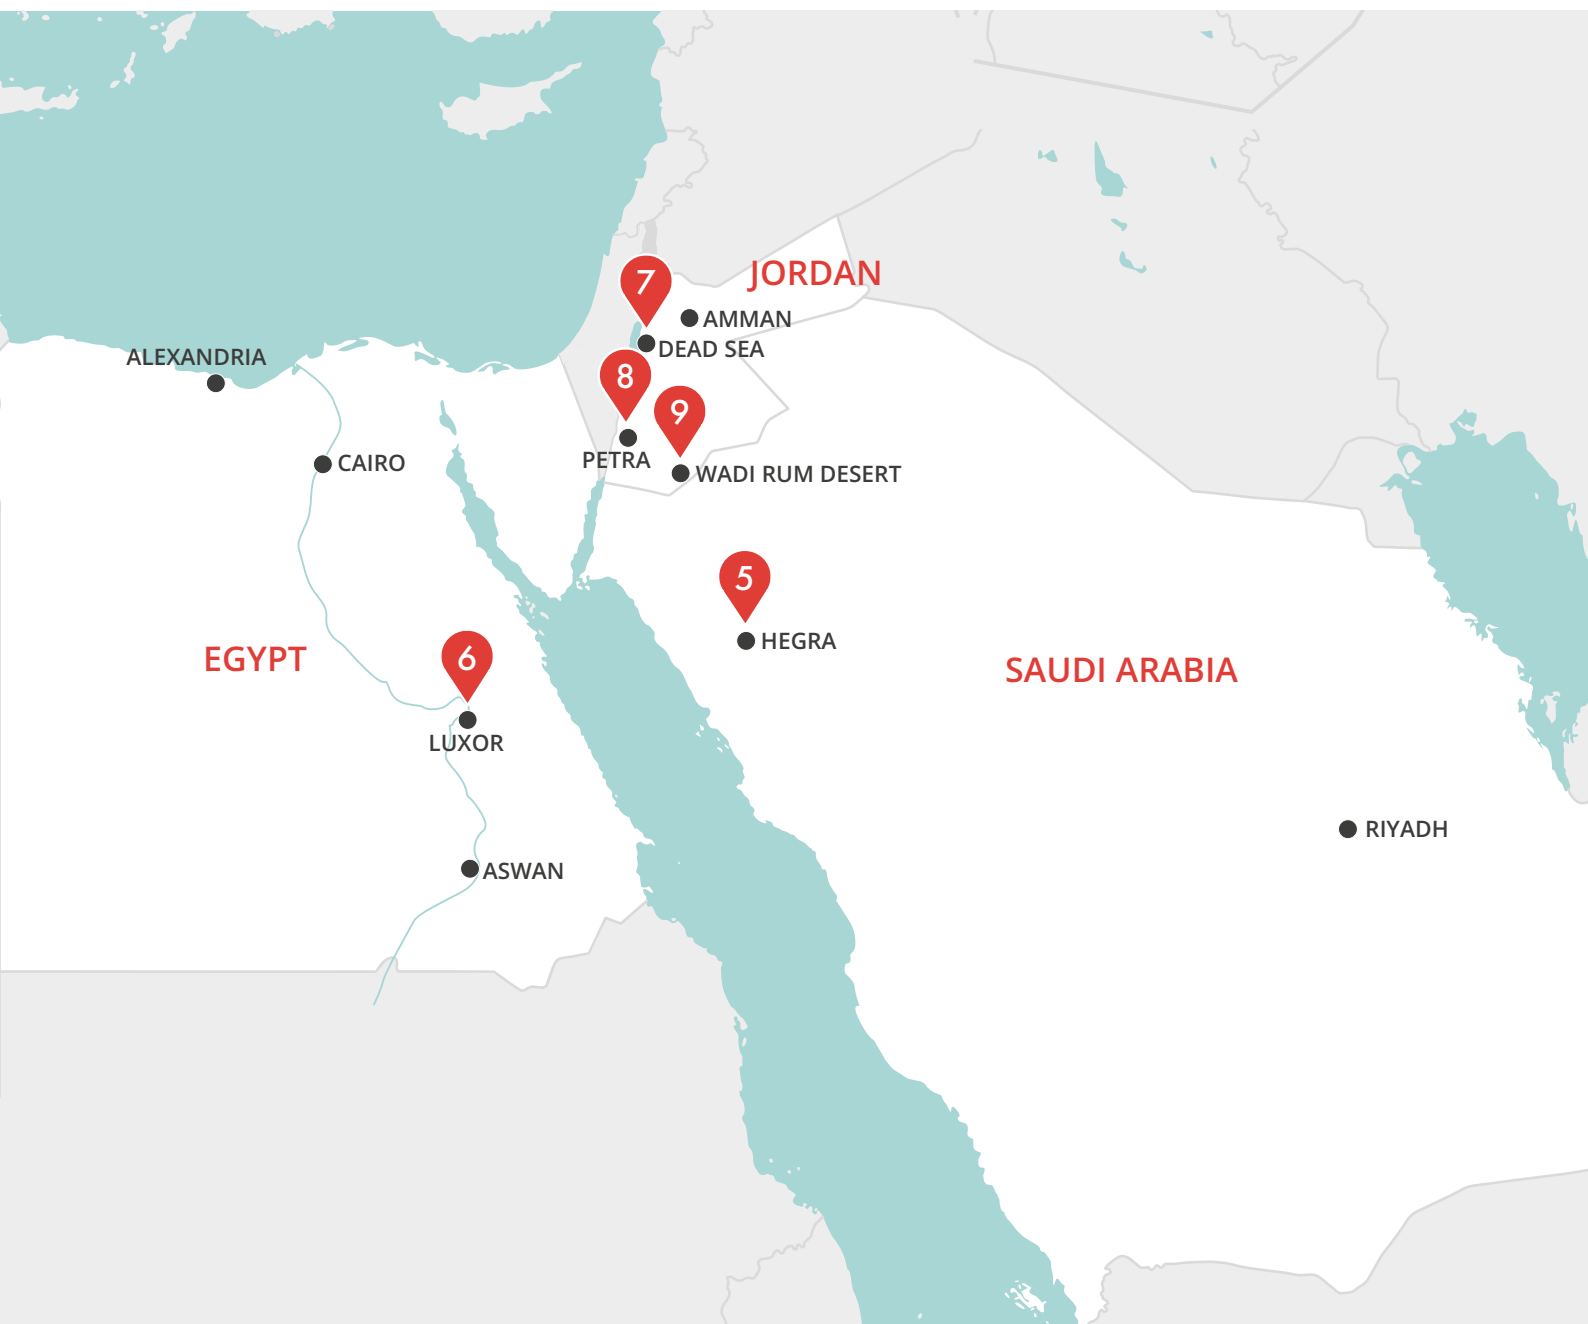 JORDAN
7
AMMAN
DEAD SEA
ALEXANDRIA
8
9
PETRA
CAIRO
WADI RUM DESERT
5
HEGRA
EGYPT
6
SAUDI ARABIA
LUXOR
RIYADH
ASWAN